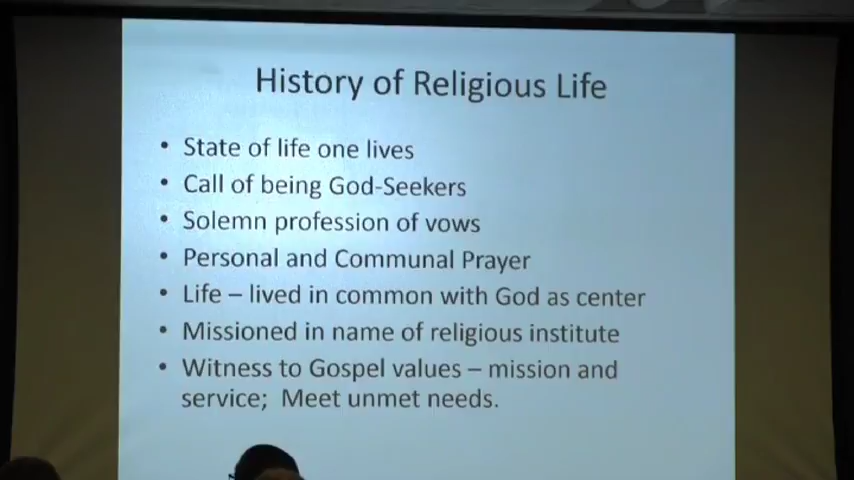 History of Religious Life
• State of life one lives
• Call of being God-Seekers
• Solemn profession of vows
• Personal and Communal Prayer
• Life – lived in common with God as center
• Missioned in name of religious institute
• Witness to Gospel values – mission and
service; Meet unmet needs.